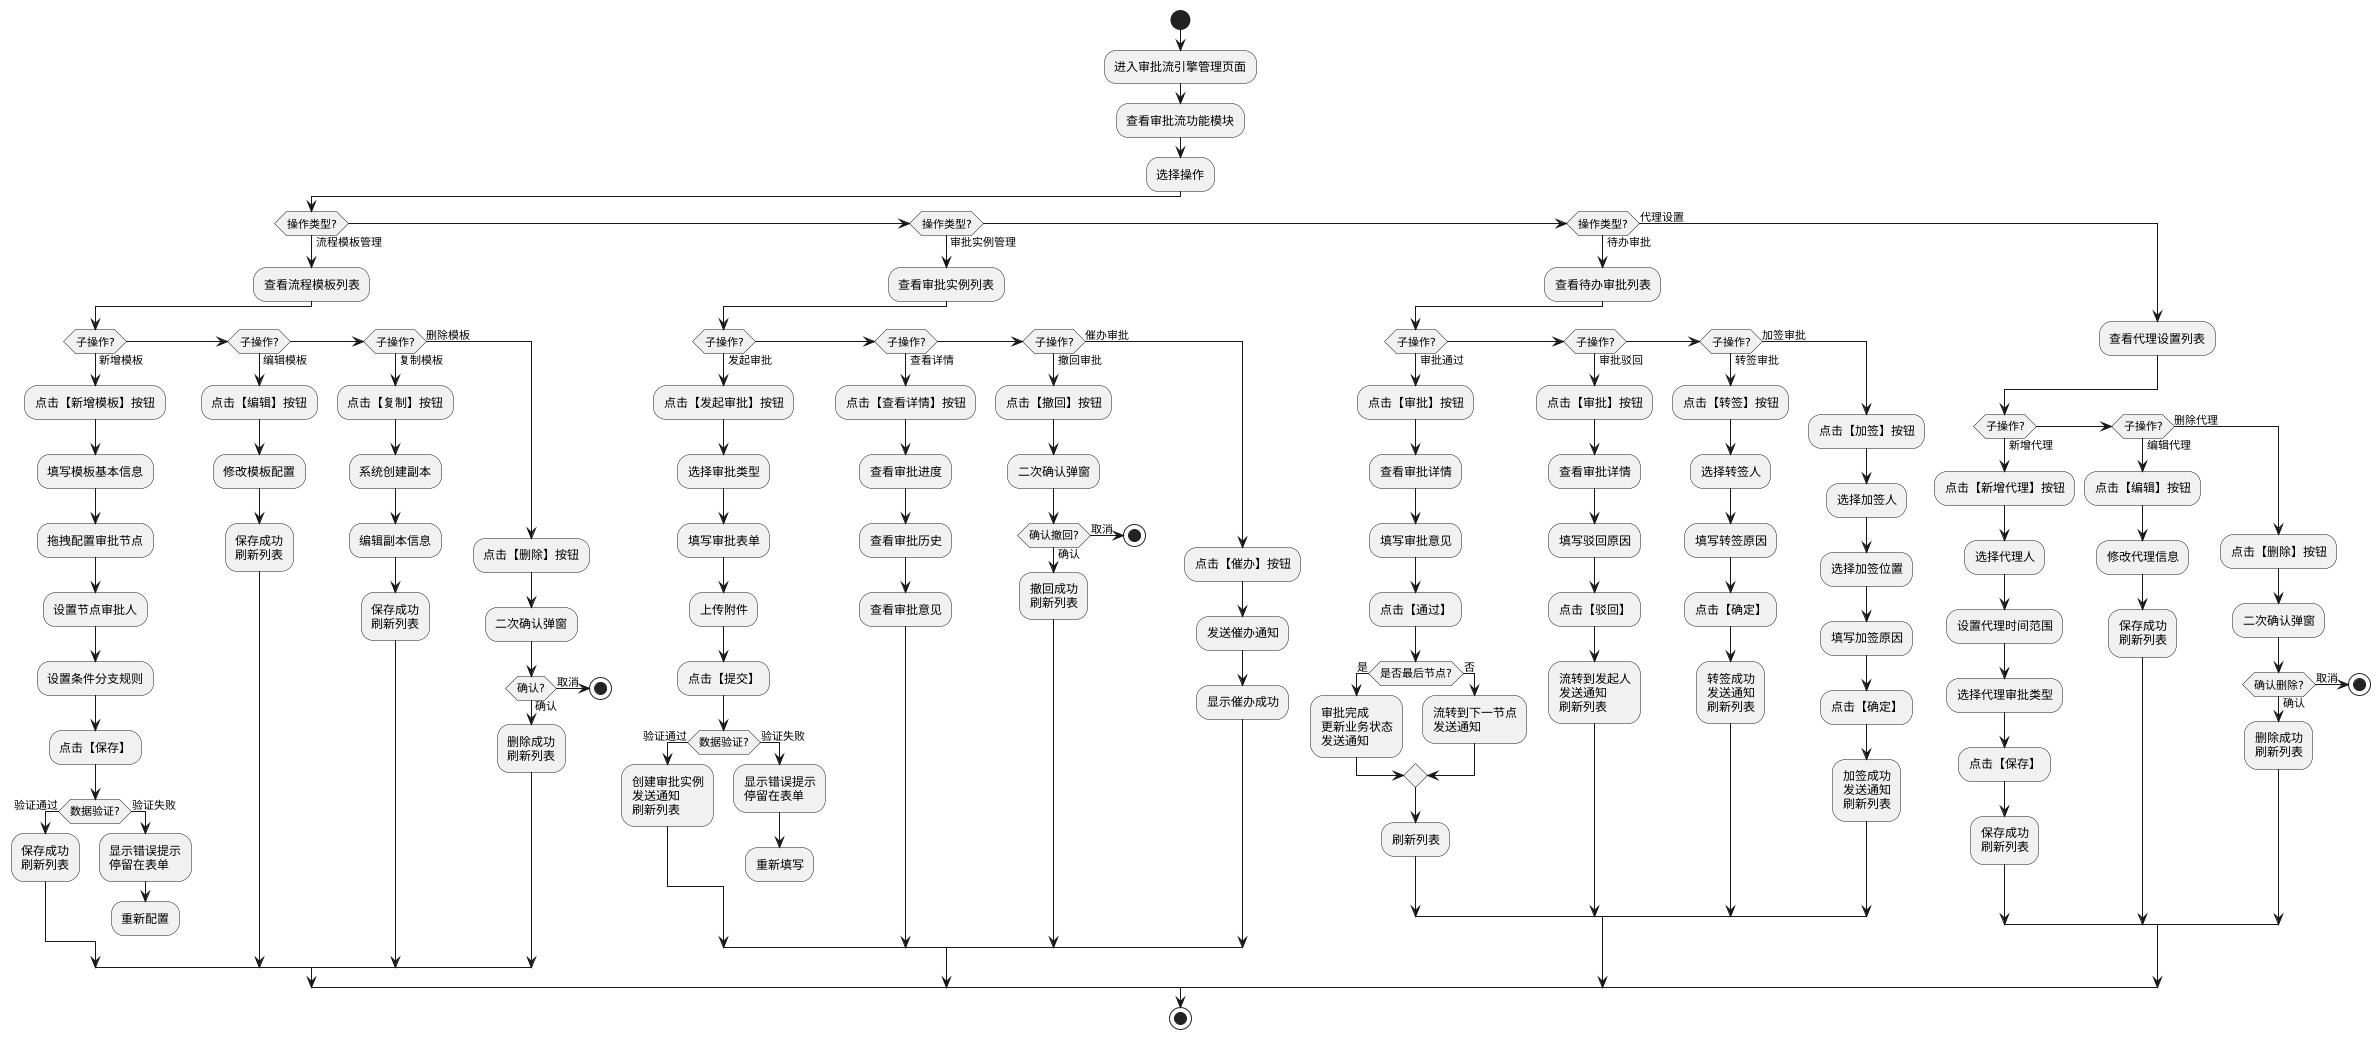 进入审批流引擎管理页面
查看审批流功能模块
选择操作
操作类型?
流程模板管理
查看流程模板列表
子操作?
新增模板
点击【新增模板】按钮
填写模板基本信息
拖拽配置审批节点
设置节点审批人
设置条件分支规则
点击【保存】
数据验证?
验证通过
保存成功
刷新列表
验证失败
显示错误提示
停留在表单
重新配置
子操作?
编辑模板
点击【编辑】按钮
修改模板配置
保存成功
刷新列表
子操作?
复制模板
点击【复制】按钮
系统创建副本
编辑副本信息
保存成功
刷新列表
删除模板
点击【删除】按钮
二次确认弹窗
确认?
取消
确认
删除成功
刷新列表
操作类型?
审批实例管理
查看审批实例列表
子操作?
发起审批
点击【发起审批】按钮
选择审批类型
填写审批表单
上传附件
点击【提交】
数据验证?
验证通过
创建审批实例
发送通知
刷新列表
验证失败
显示错误提示
停留在表单
重新填写
子操作?
查看详情
点击【查看详情】按钮
查看审批进度
查看审批历史
查看审批意见
子操作?
撤回审批
点击【撤回】按钮
二次确认弹窗
确认撤回?
取消
确认
撤回成功
刷新列表
催办审批
点击【催办】按钮
发送催办通知
显示催办成功
操作类型?
待办审批
查看待办审批列表
子操作?
审批通过
点击【审批】按钮
查看审批详情
填写审批意见
点击【通过】
是否最后节点?
是
审批完成
更新业务状态
发送通知
否
流转到下一节点
发送通知
刷新列表
子操作?
审批驳回
点击【审批】按钮
查看审批详情
填写驳回原因
点击【驳回】
流转到发起人
发送通知
刷新列表
子操作?
转签审批
点击【转签】按钮
选择转签人
填写转签原因
点击【确定】
转签成功
发送通知
刷新列表
加签审批
点击【加签】按钮
选择加签人
选择加签位置
填写加签原因
点击【确定】
加签成功
发送通知
刷新列表
代理设置
查看代理设置列表
子操作?
新增代理
点击【新增代理】按钮
选择代理人
设置代理时间范围
选择代理审批类型
点击【保存】
保存成功
刷新列表
子操作?
编辑代理
点击【编辑】按钮
修改代理信息
保存成功
刷新列表
删除代理
点击【删除】按钮
二次确认弹窗
确认删除?
取消
确认
删除成功
刷新列表